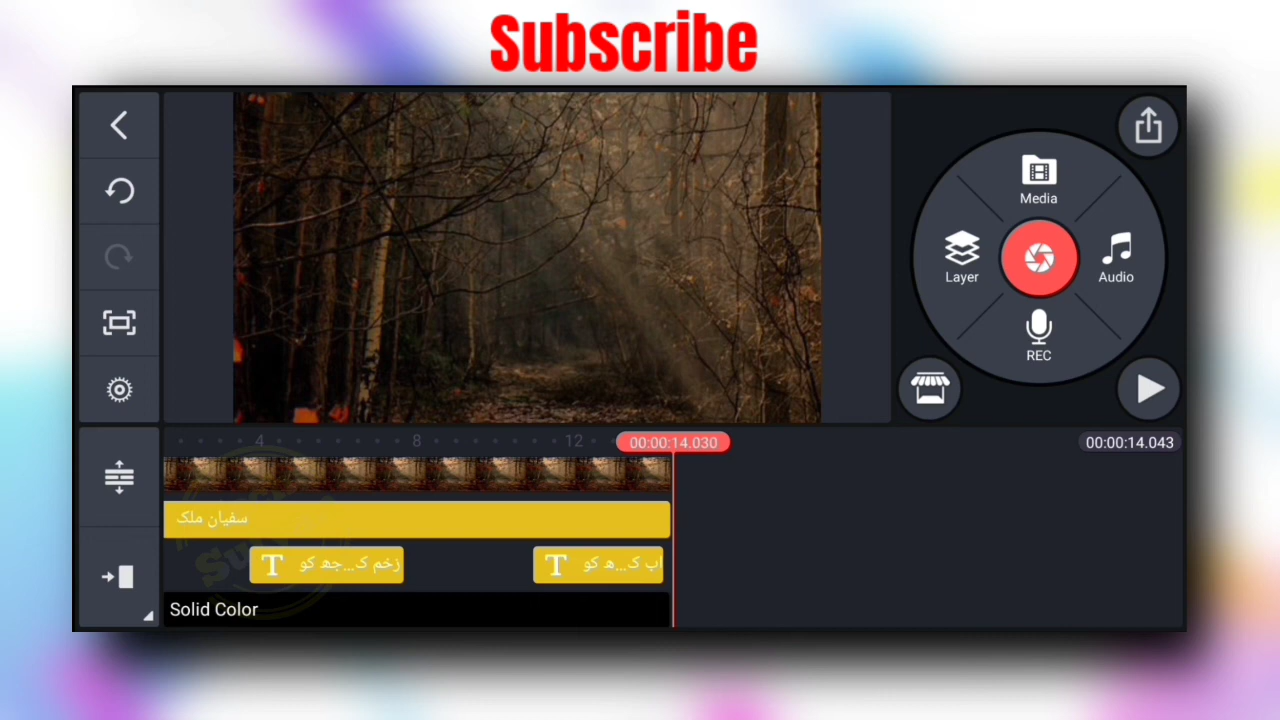 Subscribe
Media
Layer
Audio
REC
4 8 12 00:00:14.030 00:00:14.043
سفیان ملک
T زخم ک...جھ کو
T اب ک...ھ کو
Solid Color